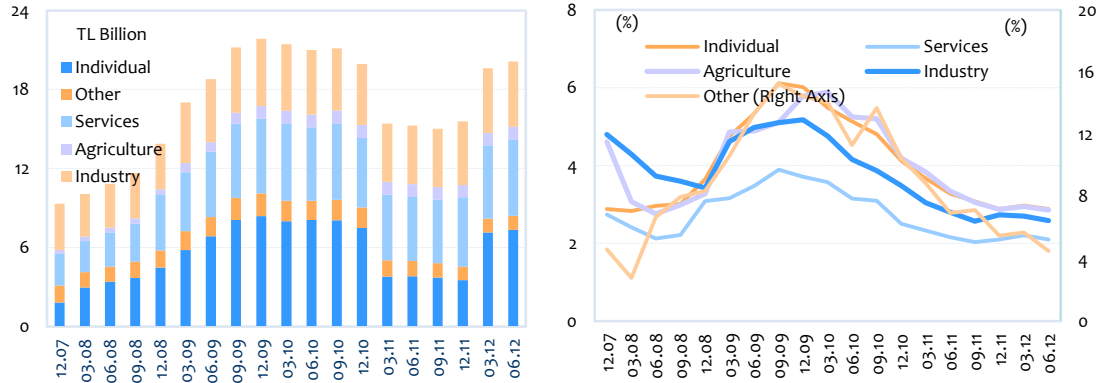 24
18
12
6
0
TL Billion
Individual
Other
Services
Agriculture
Industry
12.07 03.08 06.08 09.08 12.08 03.09 06.09 09.09 12.09 03.10 06.10 09.10 12.10 03.11 06.11 09.11 12.11 03.12 06.12
8
6
4
2
0
(%)
(%)
20
16
12
8
4
0
Individual Services
Agriculture Industry
Other (Right Axis)
12.07 03.08 06.08 09.08 12.08 03.09 06.09 09.09 12.09 03.10 06.10 09.10 12.10 03.11 06.11 09.11 12.11 03.12 06.12